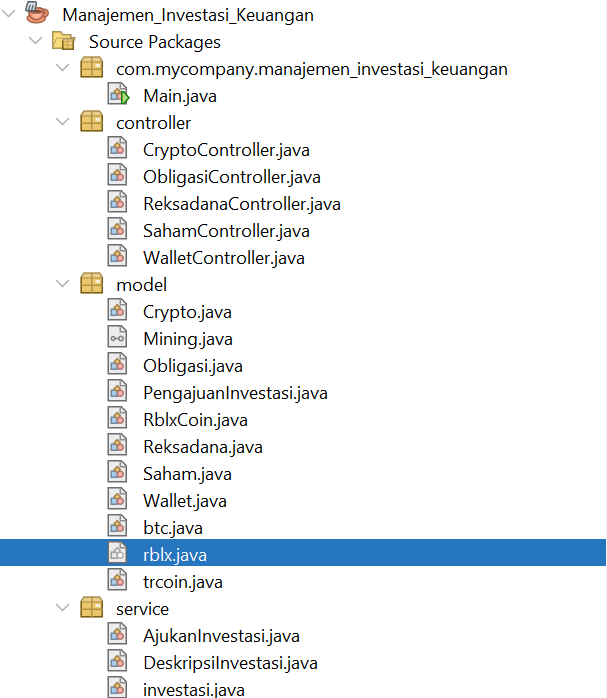 Manajemen_Investasi_Keuangan
Source Packages
com.mycompany.manajemen_investasi_keuangan
Main.java
controller
CryptoController.java
ObligasiController.java
ReksadanaController.java
SahamController.java
WalletController.java
model
Crypto.java
Mining.java
Obligasi.java
PengajuanInvestasi.java
RblxCoin.java
Reksadana.java
Saham.java
Wallet.java
btc.java
rblx.java
trcoin.java
service
AjukanInvestasi.java
DeskripsiInvestasi.java
investasi.java